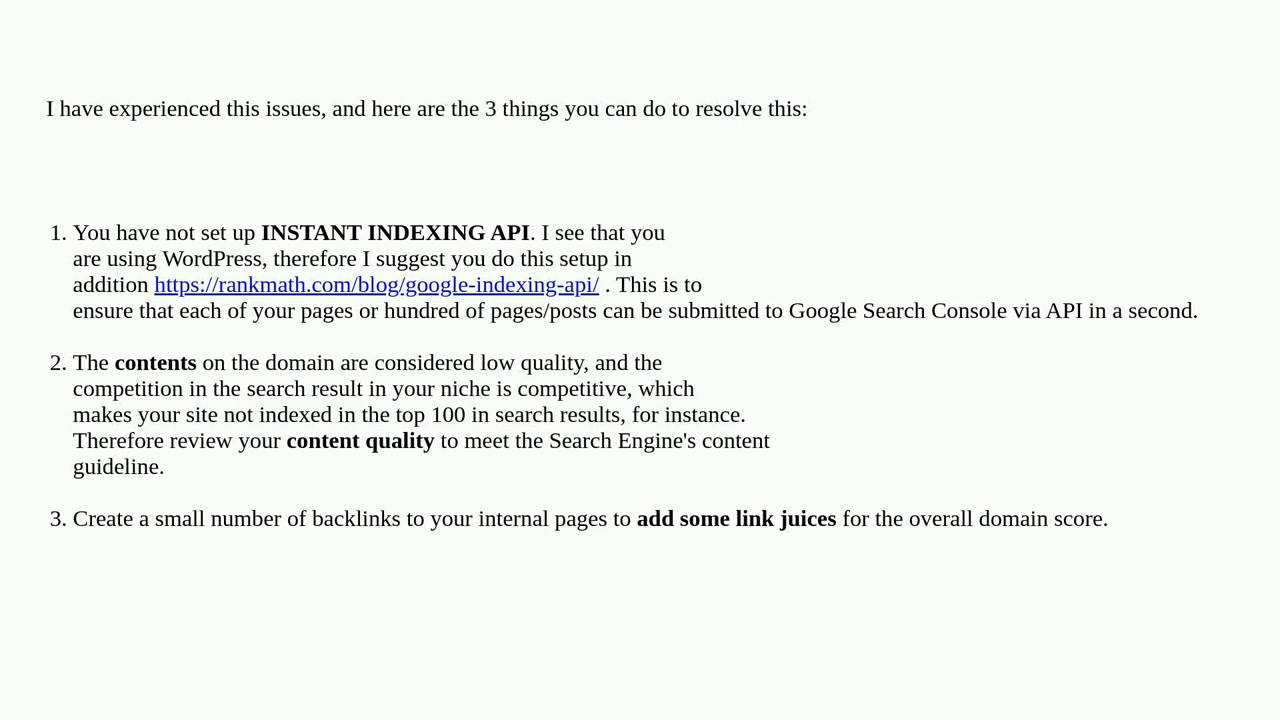 I have experienced this issues, and here are the 3 things you can do to resolve this:
1. You have not set up INSTANT INDEXING API. I see that you
are using WordPress, therefore I suggest you do this setup in
addition https://rankmath.com/blog/google-indexing-api/ . This is to
ensure that each of your pages or hundred of pages/posts can be submitted to Google Search Console via API in a second.
2. The contents on the domain are considered low quality, and the
competition in the search result in your niche is competitive, which
makes your site not indexed in the top 100 in search results, for instance.
Therefore review your content quality to meet the Search Engine's content
guideline.
3. Create a small number of backlinks to your internal pages to add some link juices for the overall domain score.